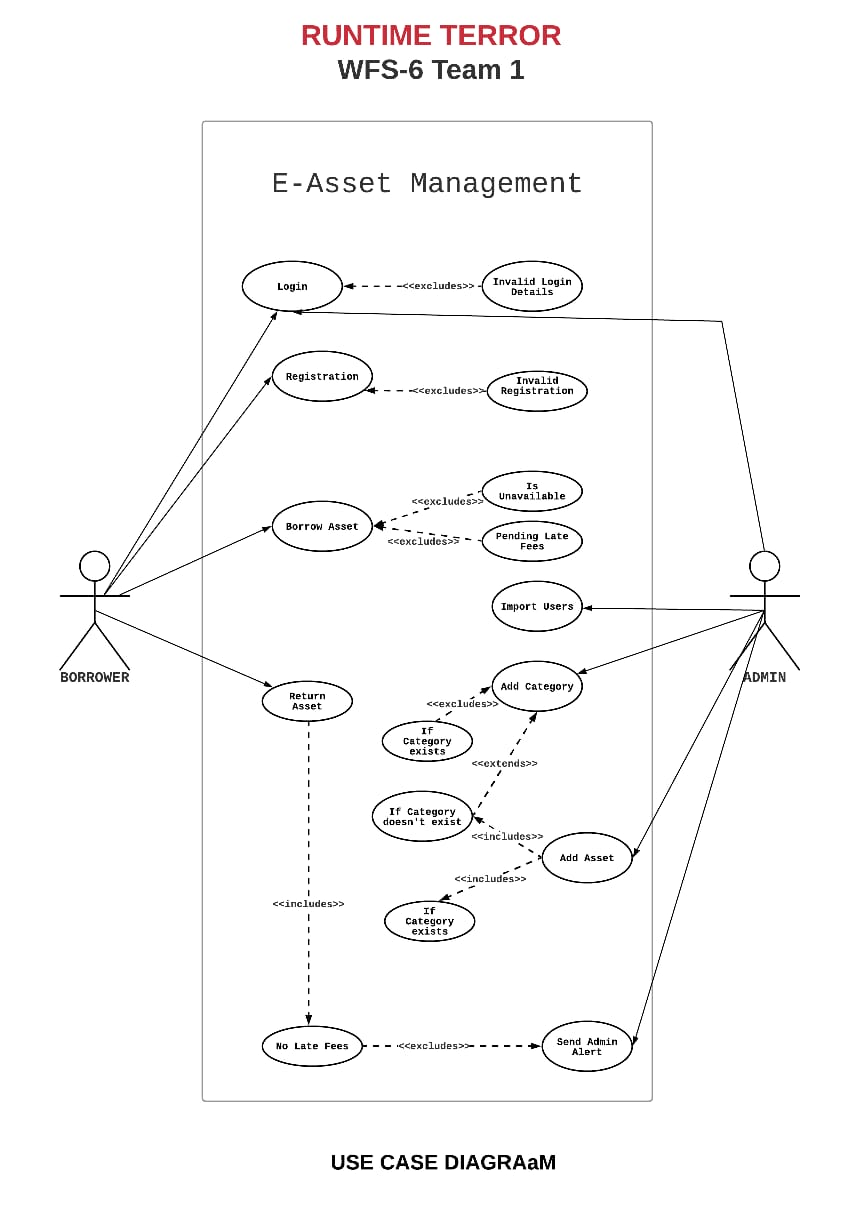 RUNTIME TERROR
WFS-6 Team 1
E-Asset Management
Login
<<excludes>>
Invalid Login
Details
Registration
<<excludes>>
Invalid
Registration
Borrow Asset
<<excludes>>
Is
Unavailable
<<excludes>>
Pending Late
Fees
Import Users
BORROWER
ADMIN
Return
Asset
Add Category
<<excludes>>
If
Category
exists
<<extends>>
If Category
doesn't exist
<<includes>>
Add Asset
<<includes>>
If
Category
exists
<<includes>>
No Late Fees
<<excludes>>
Send Admin
Alert
USE CASE DIAGRAaM